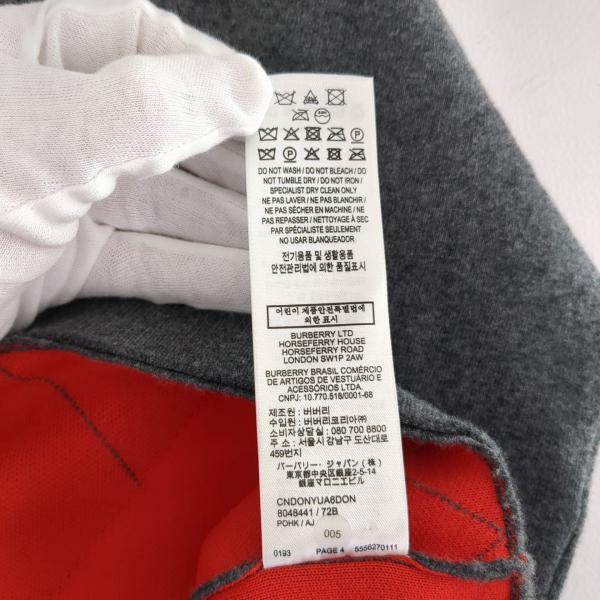 DO NOT WASH / DO NOT BLEACH / DO
NOT TUMBLE DRY / DO NOT IRON /
SPECIALIST DRY CLEAN ONLY
NE PAS LAVER / NE PAS BLANCHIR /
NE PAS SÉCHER EN MACHINE / NE
PAS REPASSER / NETTOYAGE À SEC
PAR SPÉCIALISTE SEULEMENT
NO USAR BLANQUEADOR
전기용품 및 생활용품
안전관리법에 의한 품질표시
어린이 제품안전특별법에
의한 표시
BURBERRY LTD
HORSEFERRY HOUSE
HORSEFERRY ROAD
LONDON SW1P 2AW
BURBERRY BRASIL COMÉRCIO
DE ARTIGOS DE VESTUÁRIO E
ACESSÓRIOS LTDA.
CNPJ: 10.770.518/0001-68
제조원 : 버버리
수입원 : 버버리코리아㈜
소비자상담실 : 080 700 8800
주소 : 서울시강남구 도산대로
459번지
バーバリー・ジャパン（株）
東京都中央区銀座2-5-14
銀座マロニエビル
CNDONYUA6DON
8048441 / 72B
POHK / AJ
005
0193 PAGE 4 5556270111